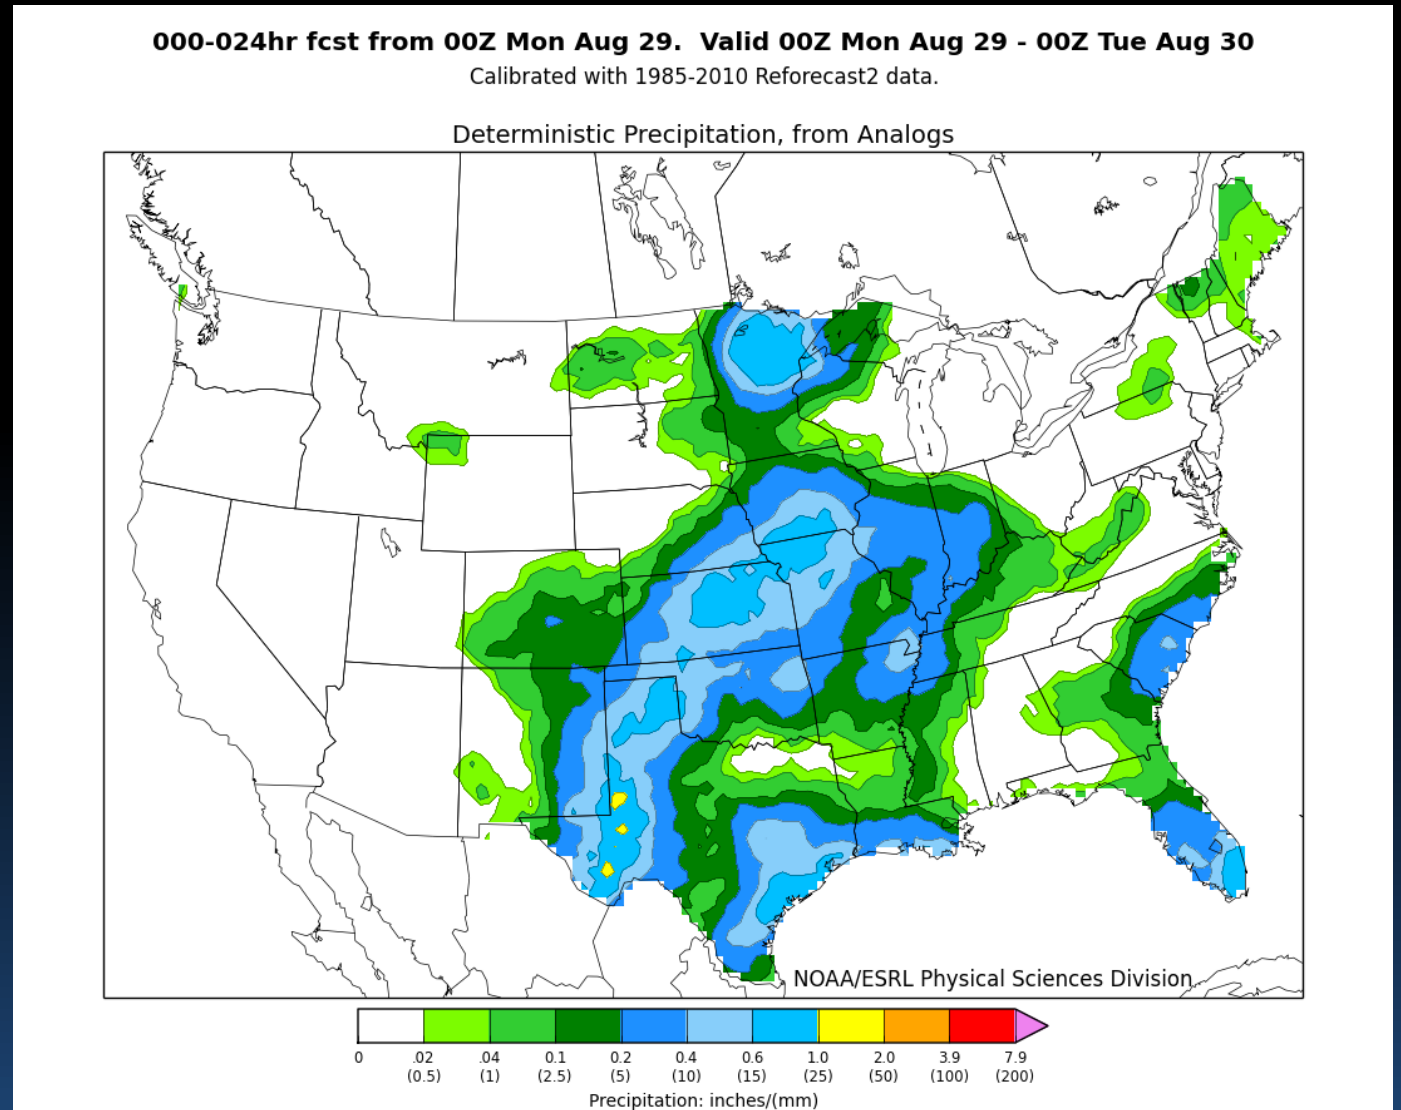 000-024hr fcst from 00Z Mon Aug 29.  Valid 00Z Mon Aug 29 - 00Z Tue Aug 30
Calibrated with 1985-2010 Reforecast2 data.
Deterministic Precipitation, from Analogs
NOAA/ESRL Physical Sciences Division
0 .02 .04 0.1 0.2 0.4 0.6 1.0 2.0 3.9 7.9
(0.5) (1) (2.5) (5) (10) (15) (25) (50) (100) (200)
Precipitation: inches/(mm)